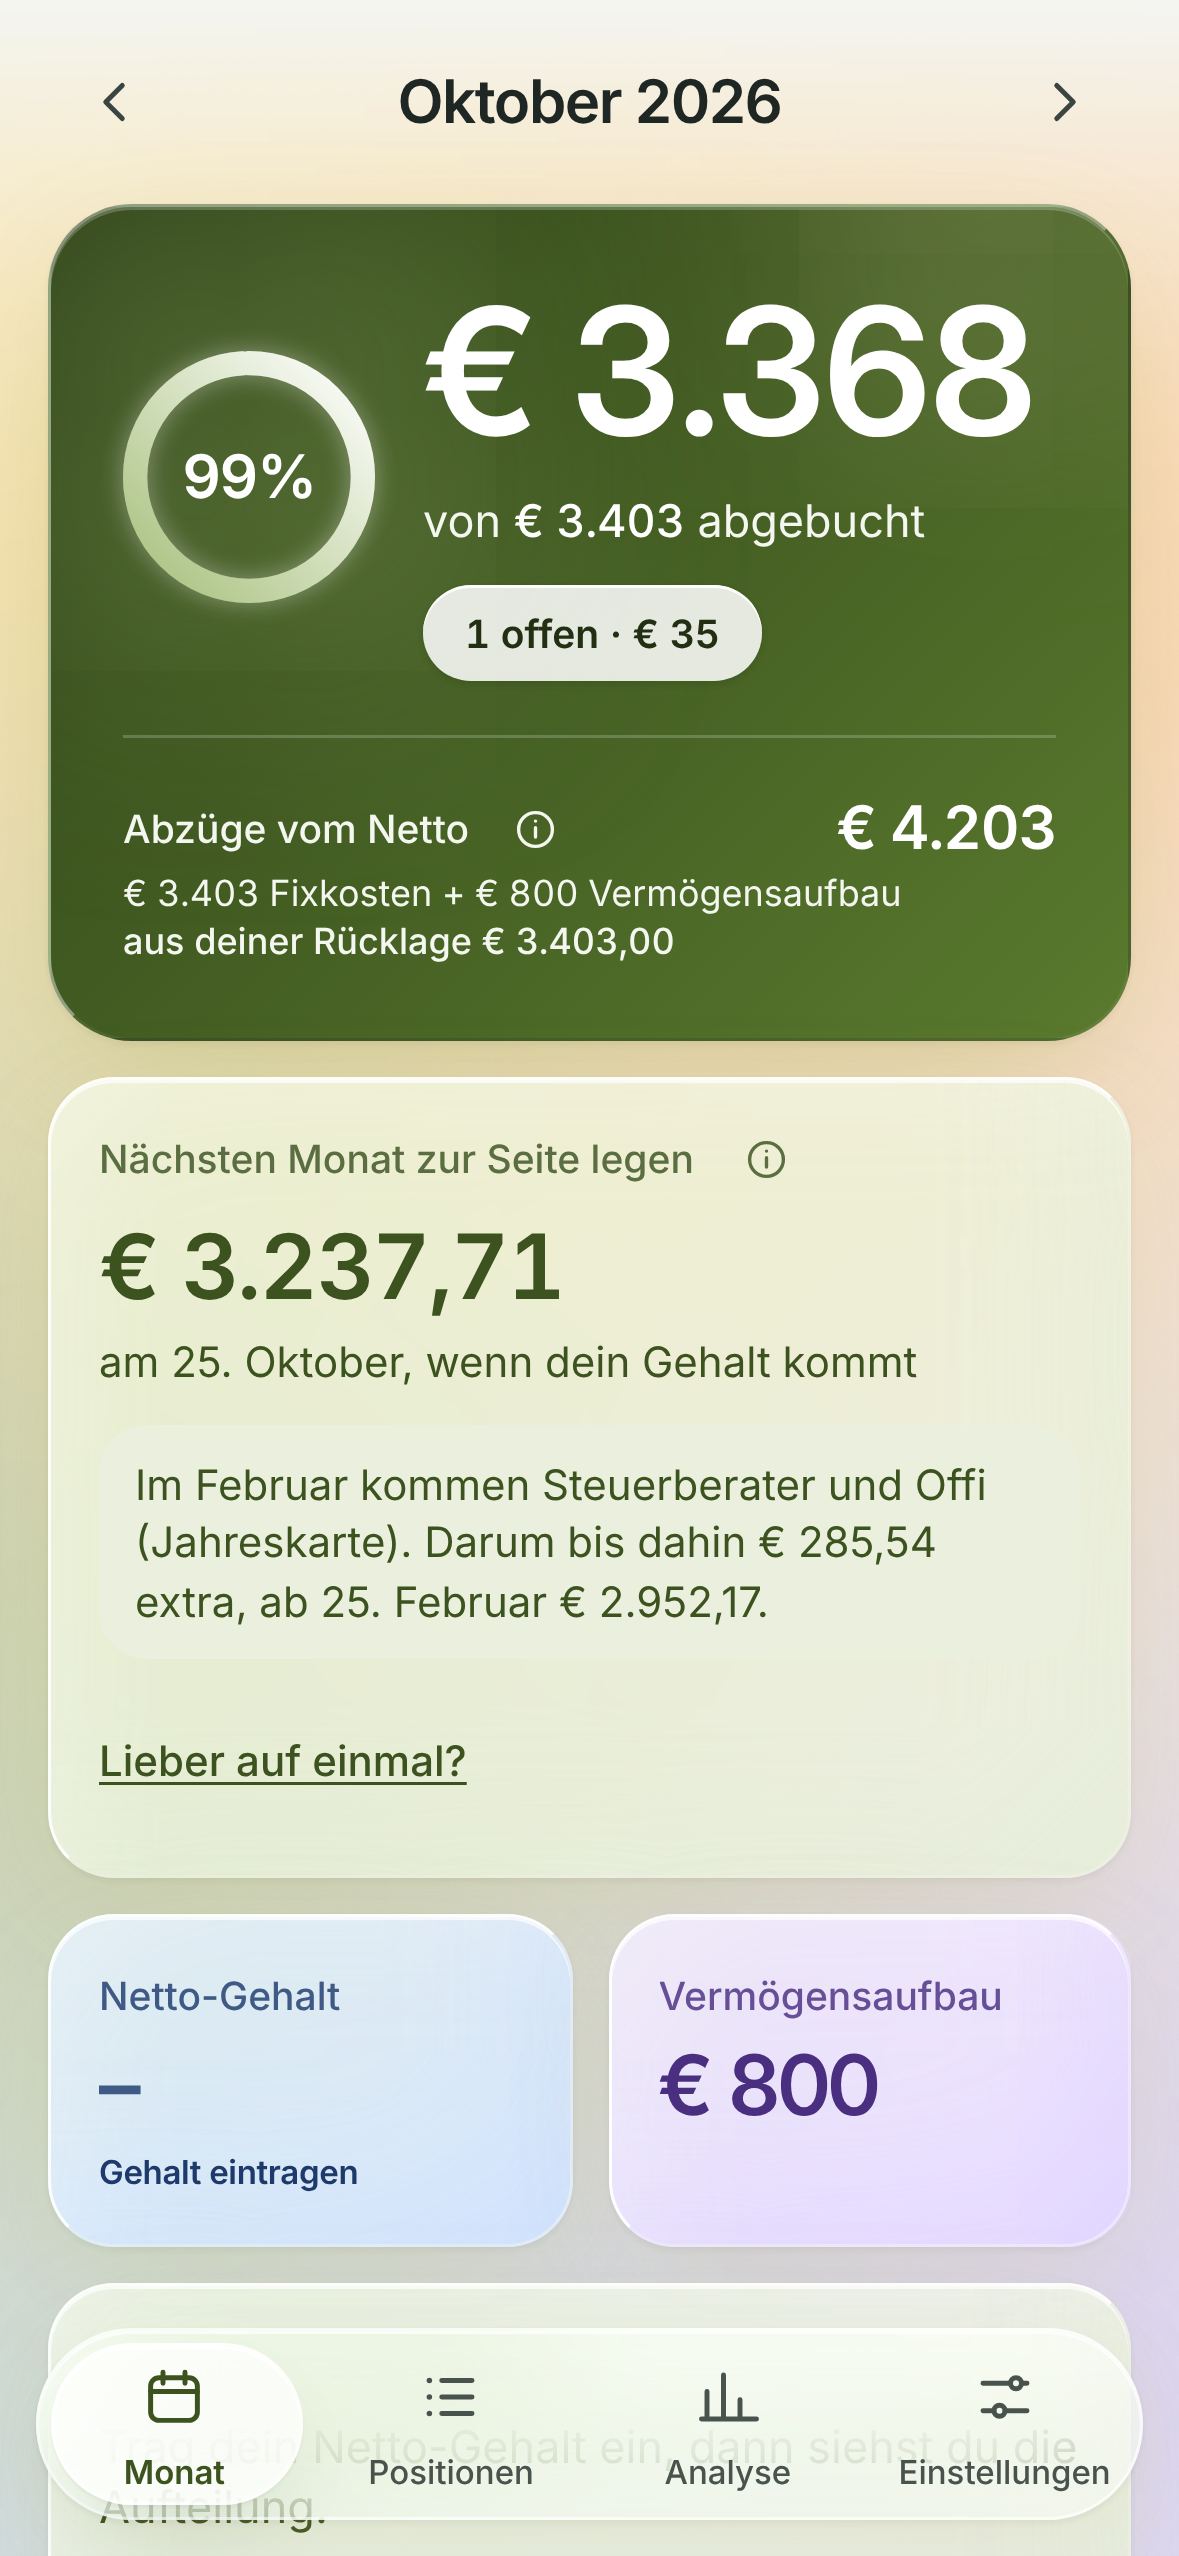 Oktober 2026
99%
€ 3.368
von € 3.403 abgebucht
1 offen · € 35
Abzüge vom Netto
€ 4.203
€ 3.403 Fixkosten + € 800 Vermögensaufbau
aus deiner Rücklage € 3.403,00
Nächsten Monat zur Seite legen
€ 3.237,71
am 25. Oktober, wenn dein Gehalt kommt
Im Februar kommen Steuerberater und Offi
(Jahreskarte). Darum bis dahin € 285,54
extra, ab 25. Februar € 2.952,17.
Lieber auf einmal?
Netto-Gehalt
–
Gehalt eintragen
Vermögensaufbau
€ 800
Trag dein Netto-Gehalt ein, dann siehst du die
Aufteilung.
Monat
Positionen
Analyse
Einstellungen